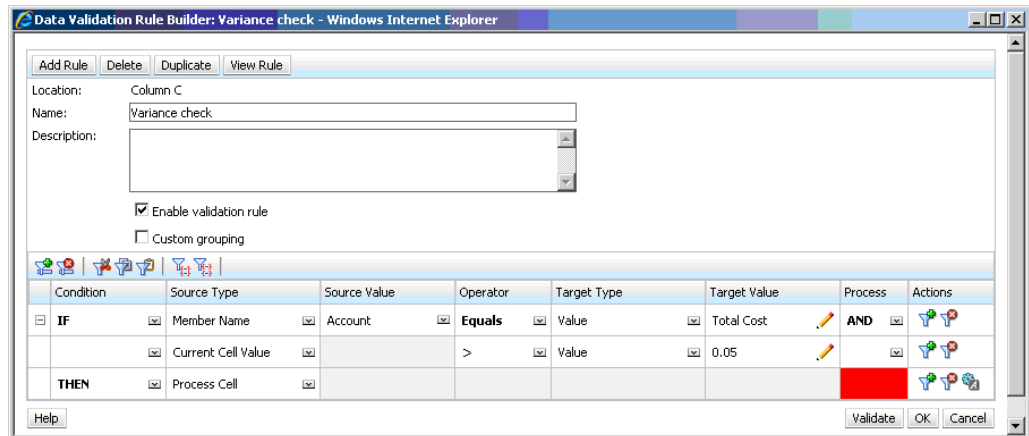 Data Validation Rule Builder: Variance check - Windows Internet Explorer
Add Rule Delete Duplicate View Rule
Location: Column C
Name: Variance check
Description:
Enable validation rule
Custom grouping
Condition Source Type Source Value Operator Target Type Target Value Process Actions
IF Member Name Account Equals Value Total Cost AND
Current Cell Value > Value 0.05
THEN Process Cell
Help Validate OK Cancel